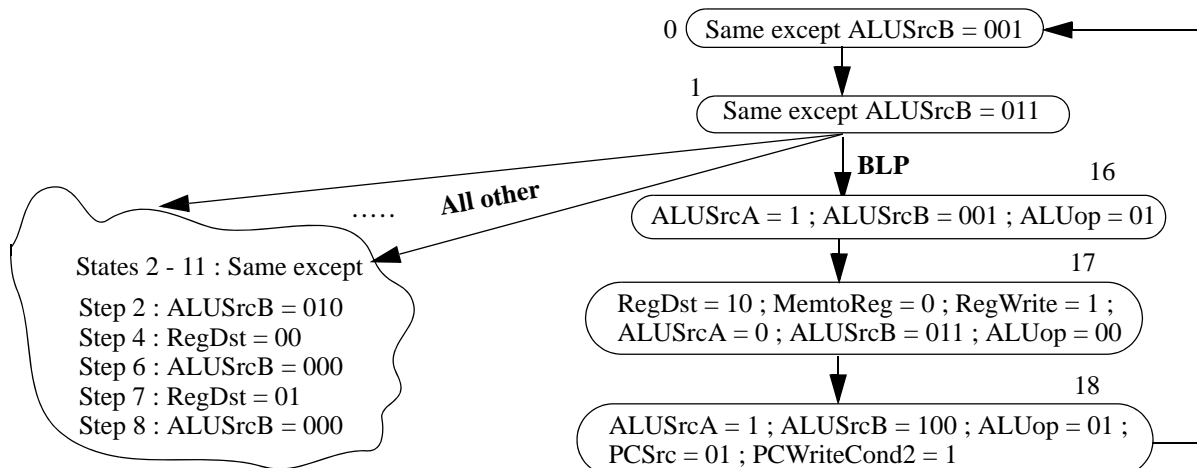 0
Same except ALUSrcB = 001
1
Same except ALUSrcB = 011
BLP
All other
.....
16
ALUSrcA = 1 ; ALUSrcB = 001 ; ALUop = 01
States 2 - 11 : Same except
Step 2 : ALUSrcB = 010
Step 4 : RegDst = 00
Step 6 : ALUSrcB = 000
Step 7 : RegDst = 01
Step 8 : ALUSrcB = 000
17
RegDst = 10 ; MemtoReg = 0 ; RegWrite = 1 ;
ALUSrcA = 0 ; ALUSrcB = 011 ; ALUop = 00
18
ALUSrcA = 1 ; ALUSrcB = 100 ; ALUop = 01 ;
PCSrc = 01 ; PCWriteCond2 = 1